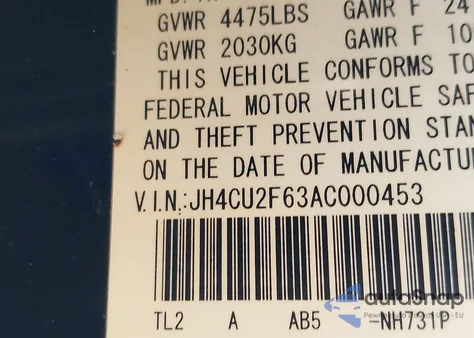 GVWR 4475LBS GAWR F 24
GVWR 2030KG GAWR F 10
THIS VEHICLE CONFORMS TO
FEDERAL MOTOR VEHICLE SAF
AND THEFT PREVENTION STAN
ON THE DATE OF MANUFACTU
V.I.N.:JH4CU2F63AC000453
autoSnap
TL2 A AB5 -NH731P